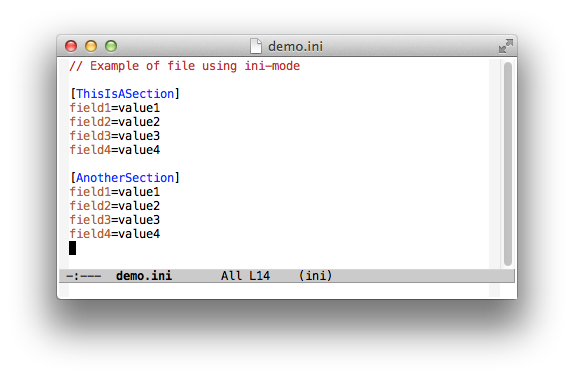 demo.ini
// Example of file using ini-mode
[ThisIsASection]
field1=value1
field2=value2
field3=value3
field4=value4
[AnotherSection]
field1=value1
field2=value2
field3=value3
field4=value4
-:--- demo.ini All L14 (ini)